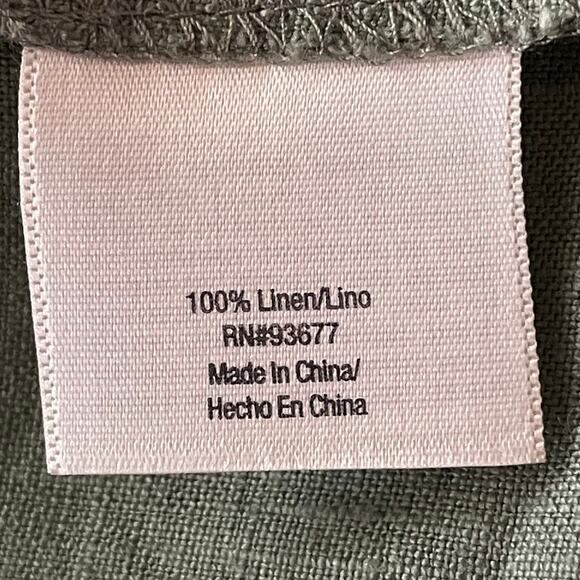 100% Linen/Lino
RN#93677
Made In China/
Hecho En China